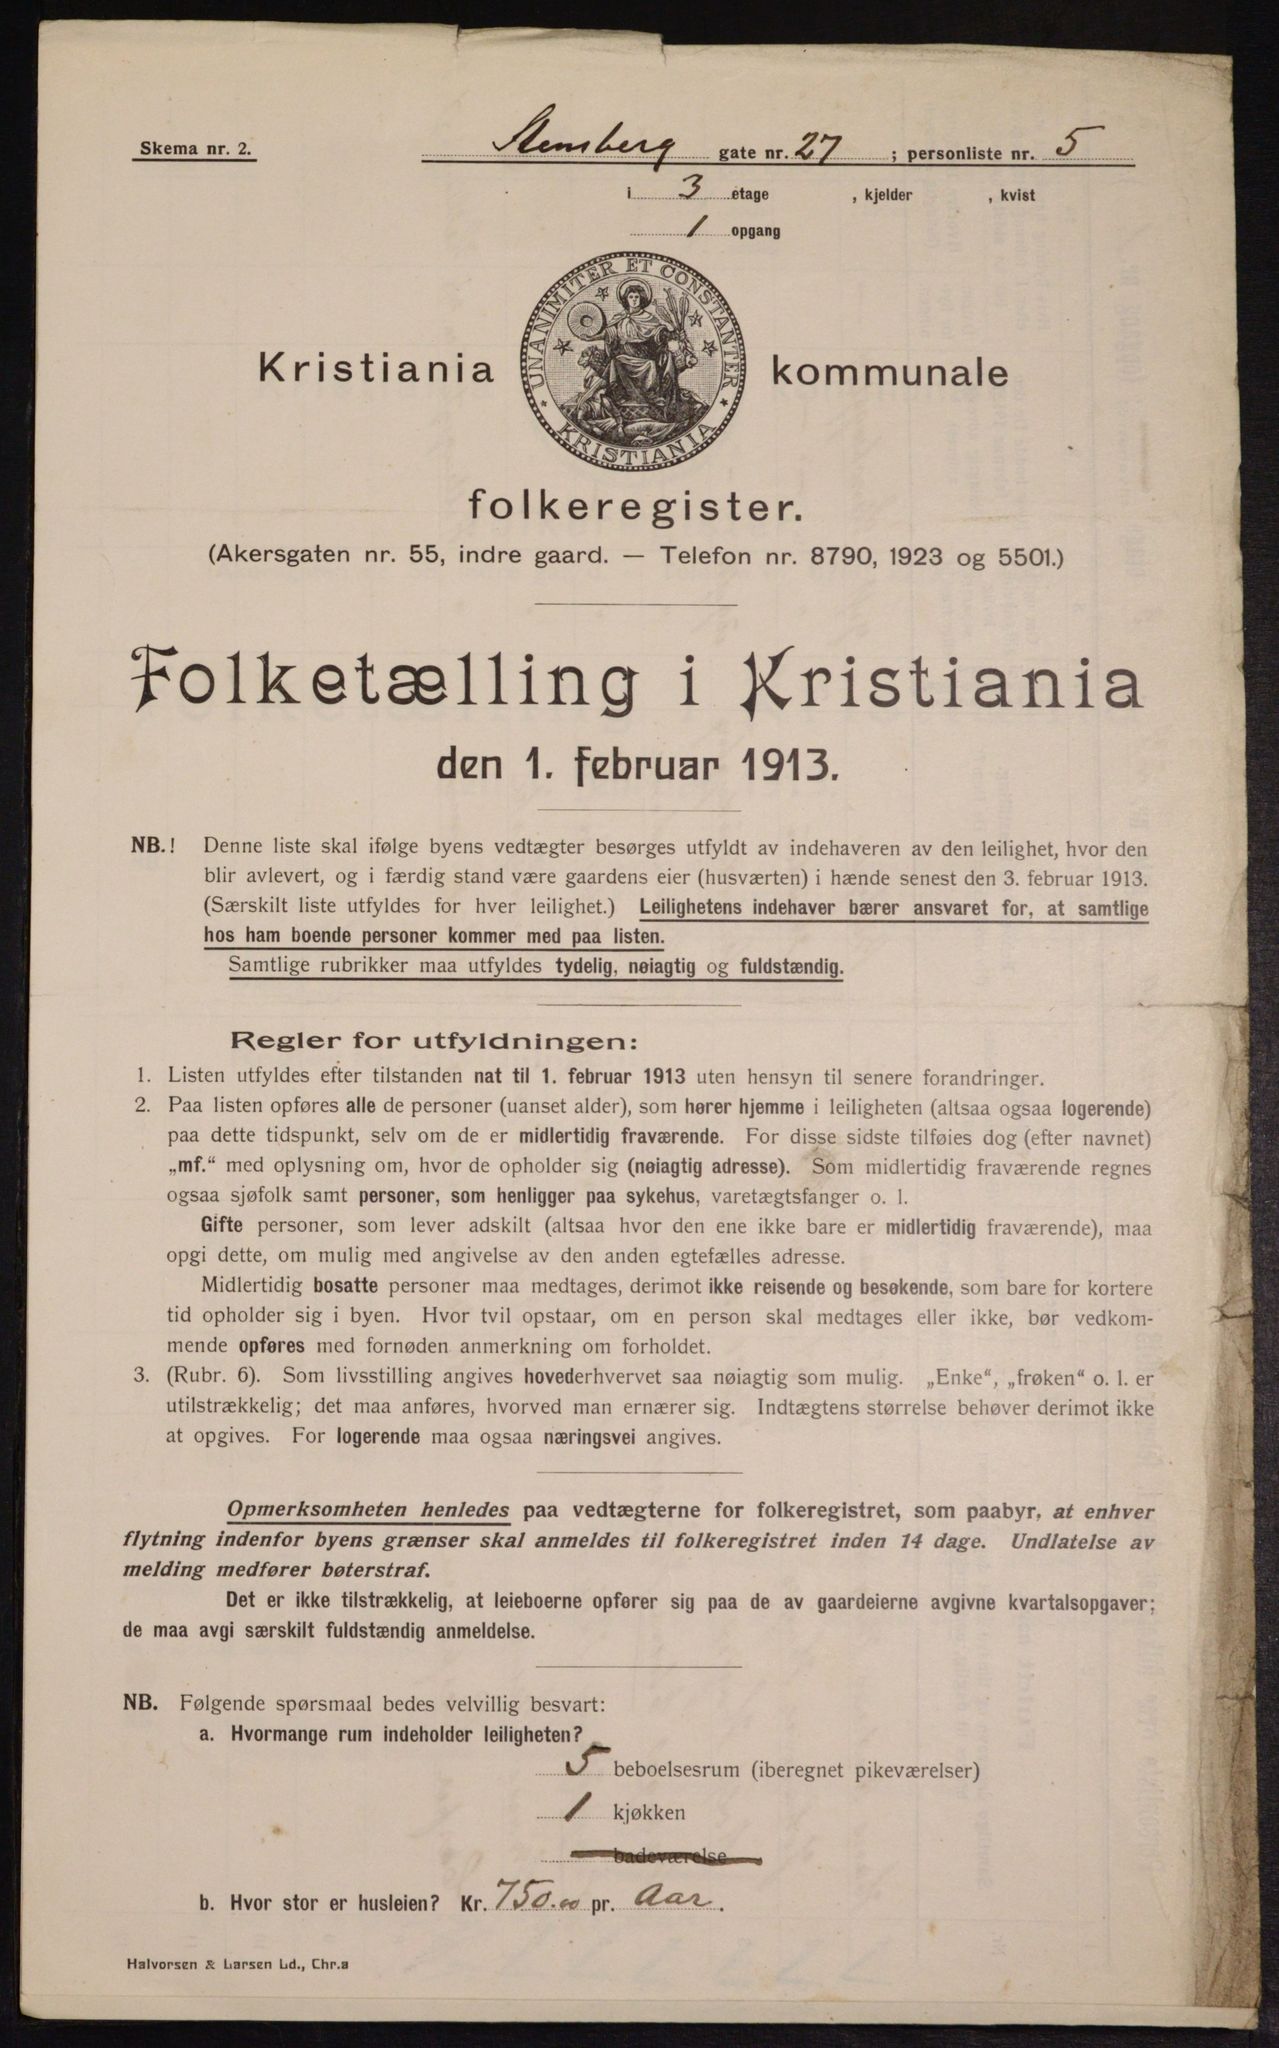 Skema nr. 2.
Stensberg gate nr. 27 ; personliste nr. 5
i 3 etage , kjelder , kvist
1 opgang
UNANIMITER ET CONSTANTER
KRISTIANIA
Kristiania kommunale
folkeregister.
(Akersgaten nr. 55, indre gaard. — Telefon nr. 8790, 1923 og 5501.)
Folketælling i Kristiania
den 1. februar 1913.
NB.! Denne liste skal ifølge byens vedtægter besørges utfyldt av indehaveren av den leilighet, hvor den
blir avlevert, og i færdig stand være gaardens eier (husværten) i hænde senest den 3. februar 1913.
(Særskilt liste utfyldes for hver leilighet.) Leilighetens indehaver bærer ansvaret for, at samtlige
hos ham boende personer kommer med paa listen.
Samtlige rubrikker maa utfyldes tydelig, nøiagtig og fuldstændig.
Regler for utfyldningen:
1. Listen utfyldes efter tilstanden nat til 1. februar 1913 uten hensyn til senere forandringer.
2. Paa listen opføres alle de personer (uanset alder), som hører hjemme i leiligheten (altsaa ogsaa logerende)
paa dette tidspunkt, selv om de er midlertidig fraværende. For disse sidste tilføies dog (efter navnet)
„mf.“ med oplysning om, hvor de opholder sig (nøiagtig adresse). Som midlertidig fraværende regnes
ogsaa sjøfolk samt personer, som henligger paa sykehus, varetægtsfanger o. l.
Gifte personer, som lever adskilt (altsaa hvor den ene ikke bare er midlertidig fraværende), maa
opgi dette, om mulig med angivelse av den anden egtefælles adresse.
Midlertidig bosatte personer maa medtages, derimot ikke reisende og besøkende, som bare for kortere
tid opholder sig i byen. Hvor tvil opstaar, om en person skal medtages eller ikke, bør vedkom-
mende opføres med fornøden anmerkning om forholdet.
3. (Rubr. 6). Som livsstilling angives hovederhvervet saa nøiagtig som mulig. „Enke“, „frøken“ o. l. er
utilstrækkelig; det maa anføres, hvorved man ernærer sig. Indtægtens størrelse behøver derimot ikke
at opgives. For logerende maa ogsaa næringsvei angives.
Opmerksomheten henledes paa vedtægterne for folkeregistret, som paabyr, at enhver
flytning indenfor byens grænser skal anmeldes til folkeregistret inden 14 dage. Undlatelse av
melding medfører bøterstraf.
Det er ikke tilstrækkelig, at leieboerne opfører sig paa de av gaardeierne avgivne kvartalsopgaver;
de maa avgi særskilt fuldstændig anmeldelse.
NB. Følgende spørsmaal bedes velvillig besvart:
a. Hvormange rum indeholder leiligheten?
5 beboelsesrum (iberegnet pikeværelser)
1 kjøkken
badeværelse
b. Hvor stor er husleien? Kr. 750.00 pr. Aar.
Halvorsen & Larsen Ld., Chr.a